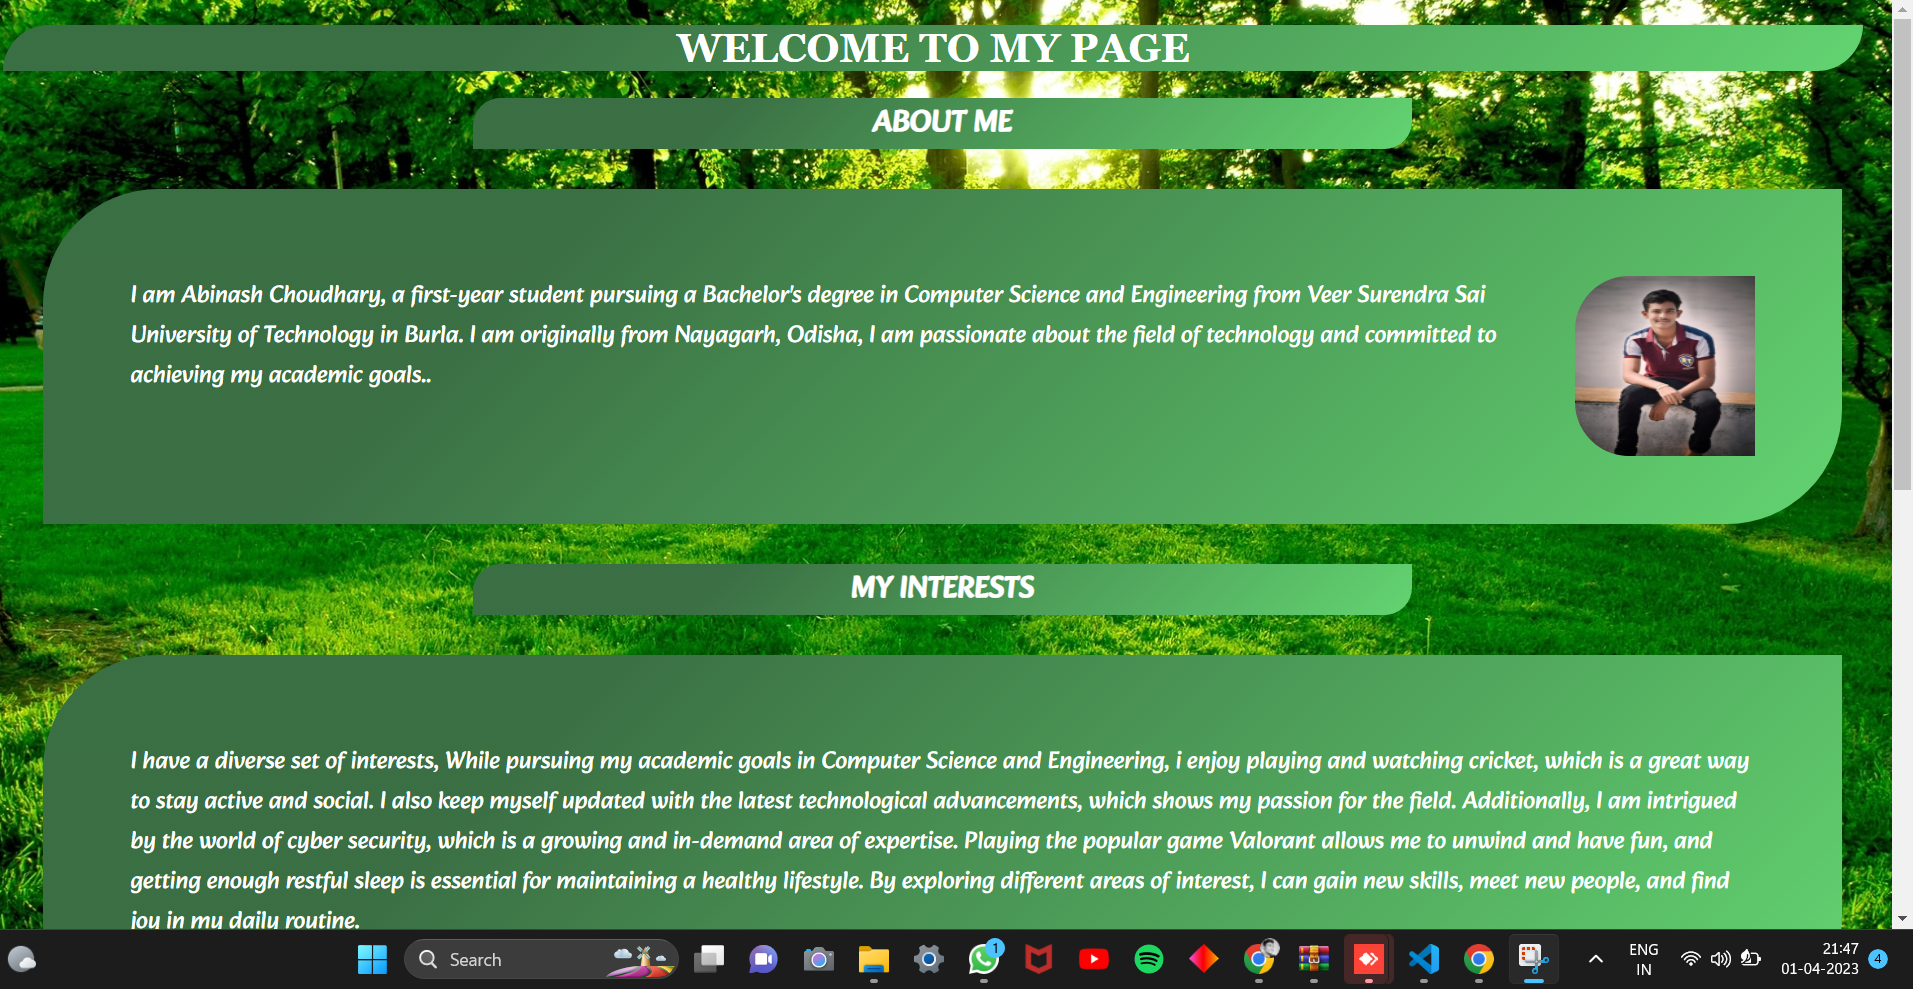 WELCOME TO MY PAGE
ABOUT ME
I am Abinash Choudhary, a first-year student pursuing a Bachelor's degree in Computer Science and Engineering from Veer Surendra Sai
University of Technology in Burla. I am originally from Nayagarh, Odisha, I am passionate about the field of technology and committed to
achieving my academic goals..
MY INTERESTS
I have a diverse set of interests, While pursuing my academic goals in Computer Science and Engineering, i enjoy playing and watching cricket, which is a great way
to stay active and social. I also keep myself updated with the latest technological advancements, which shows my passion for the field. Additionally, I am intrigued
by the world of cyber security, which is a growing and in-demand area of expertise. Playing the popular game Valorant allows me to unwind and have fun, and
getting enough restful sleep is essential for maintaining a healthy lifestyle. By exploring different areas of interest, I can gain new skills, meet new people, and find
joy in my daily routine.
Search
1
ENG
IN
21:47
01-04-2023
4